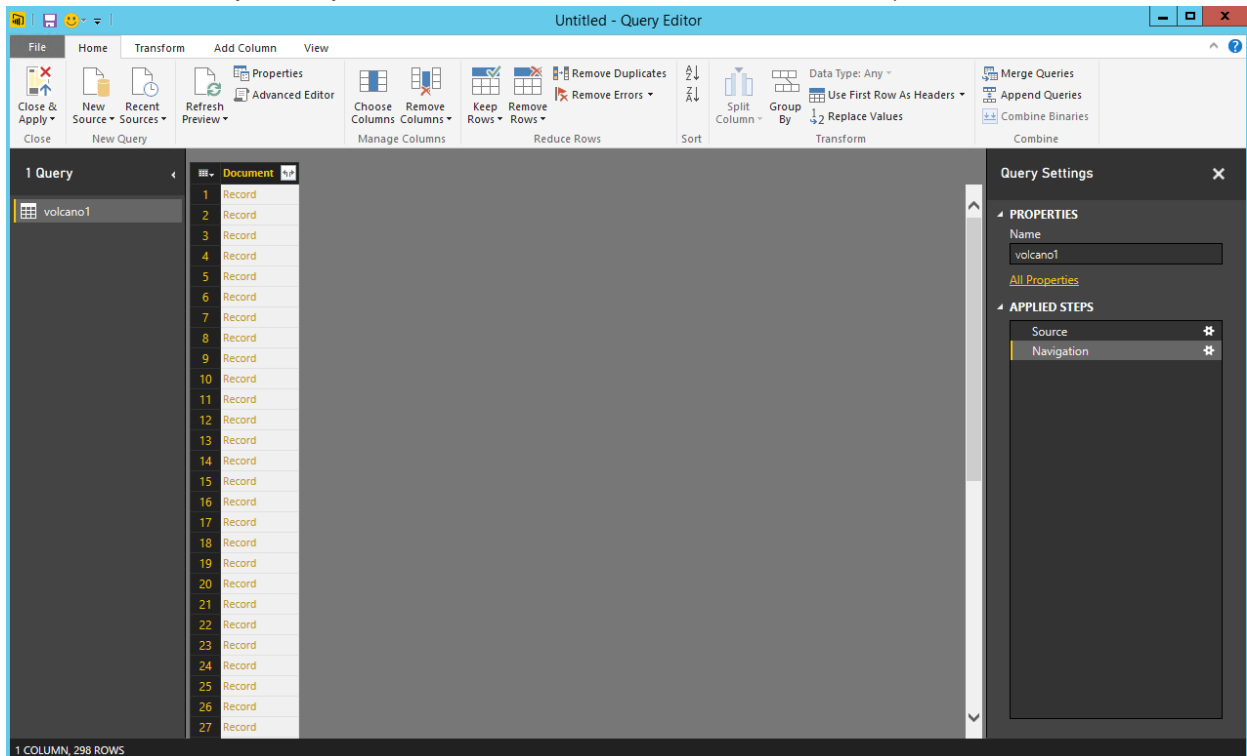 Untitled - Query Editor
File Home Transform Add Column View
Close & Apply
New Source
Recent Sources
Refresh Preview
Properties
Advanced Editor
Choose Columns
Remove Columns
Keep Rows
Remove Rows
Remove Duplicates
Remove Errors
Split Column
Group By
Data Type: Any
Use First Row As Headers
1 2 Replace Values
Merge Queries
Append Queries
Combine Binaries
Close New Query Manage Columns Reduce Rows Sort Transform Combine
1 Query
volcano1
Document
1 Record
2 Record
3 Record
4 Record
5 Record
6 Record
7 Record
8 Record
9 Record
10 Record
11 Record
12 Record
13 Record
14 Record
15 Record
16 Record
17 Record
18 Record
19 Record
20 Record
21 Record
22 Record
23 Record
24 Record
25 Record
26 Record
27 Record
Query Settings
PROPERTIES
Name
volcano1
All Properties
APPLIED STEPS
Source
Navigation
1 COLUMN, 298 ROWS